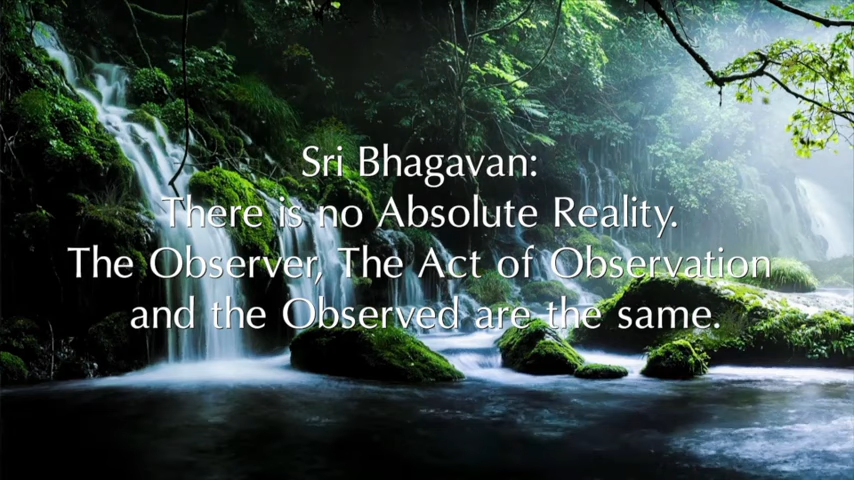 Sri Bhagavan:
There is no Absolute Reality.
The Observer, The Act of Observation
and the Observed are the same.